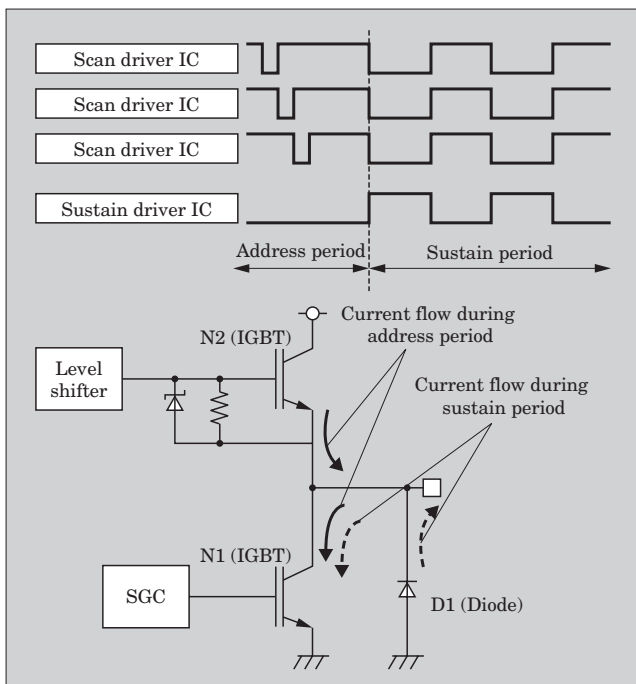 Scan driver IC
Scan driver IC
Scan driver IC
Sustain driver IC
Address period
Sustain period
N2 (IGBT)
Current flow during
address period
Level
shifter
Current flow during
sustain period
N1 (IGBT)
SGC
D1 (Diode)